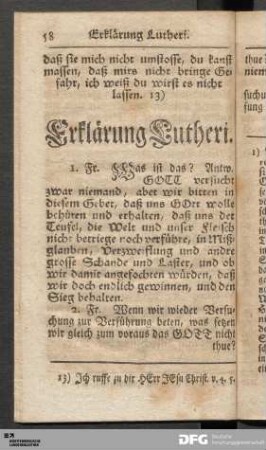 58 Erklärung Lutheri.
daß sie mich nicht umstosse, du kanst
massen, daß mirs nicht bringe Ge-
fahr, ich weiß du wirst es nicht
lassen. 13)
Erklärung Lutheri.
1. Fr. Was ist das? Antw.
GOTT versucht
zwar niemand, aber wir bitten in
diesem Gebet, daß uns GOtt wolle
behüten und erhalten, daß uns der
Teufel, die Welt und unser Fleisch
nicht betriege noch verführe, in Miß-
glauben, Verzweiflung und andre
grosse Schande und Laster, und ob
wir damit angefochten würden, daß
wir doch endlich gewinnen, und den
Sieg behalten.
2. Fr. Wenn wir wieder Versu-
chung zur Verführung beten, was setzen
wir gleich zum voraus das GOTT nicht
thue?
13) Ich ruffe zu dir HErr JEsu Christ. v. 4. 5.
DFG